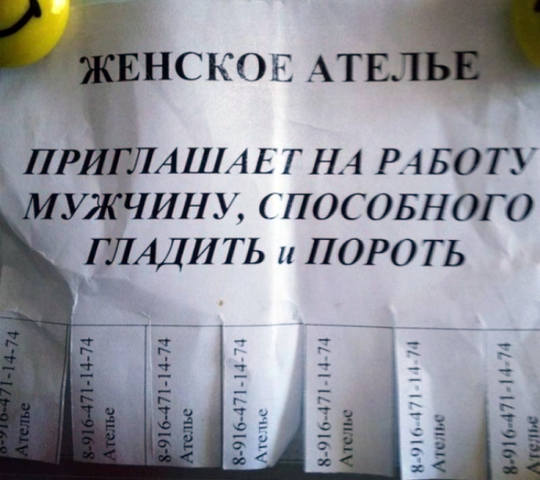 ЖЕНСКОЕ АТЕЛЬЕ
ПРИГЛАШАЕТ НА РАБОТУ
МУЖЧИНУ, СПОСОБНОГО
ГЛАДИТЬ и ПОРОТЬ
8-916-471-14-74
Ателье
8-916-471-14-74
Ателье
8-916-471-14-74
Ателье
8-916-471-14-74
Ателье
8-916-471-14-74
Ателье
8-916-471-14-74
Ателье
8-916-471-14-74
Ателье